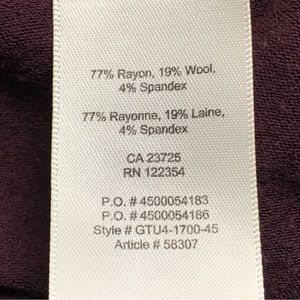 77% Rayon, 19% Wool,
4% Spandex
77% Rayonne, 19% Laine,
4% Spandex
CA 23725
RN 122354
P.O. # 4500054183
P.O. # 4500054186
Style # GTU4-1700-45
Article # 58307